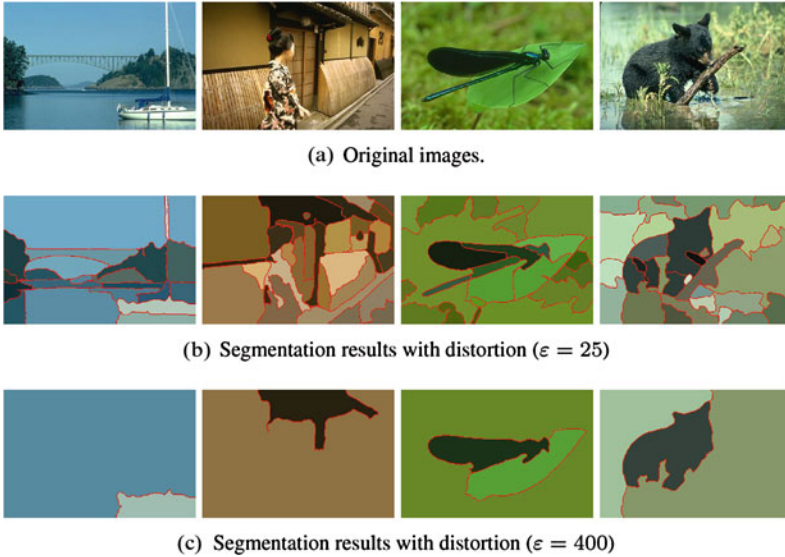 (a) Original images.
(b) Segmentation results with distortion (ε = 25)
(c) Segmentation results with distortion (ε = 400)